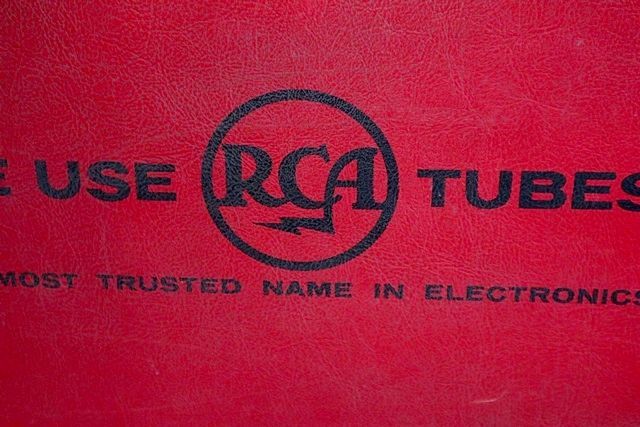 E USE RCA TUBES
MOST TRUSTED NAME IN ELECTRONICS